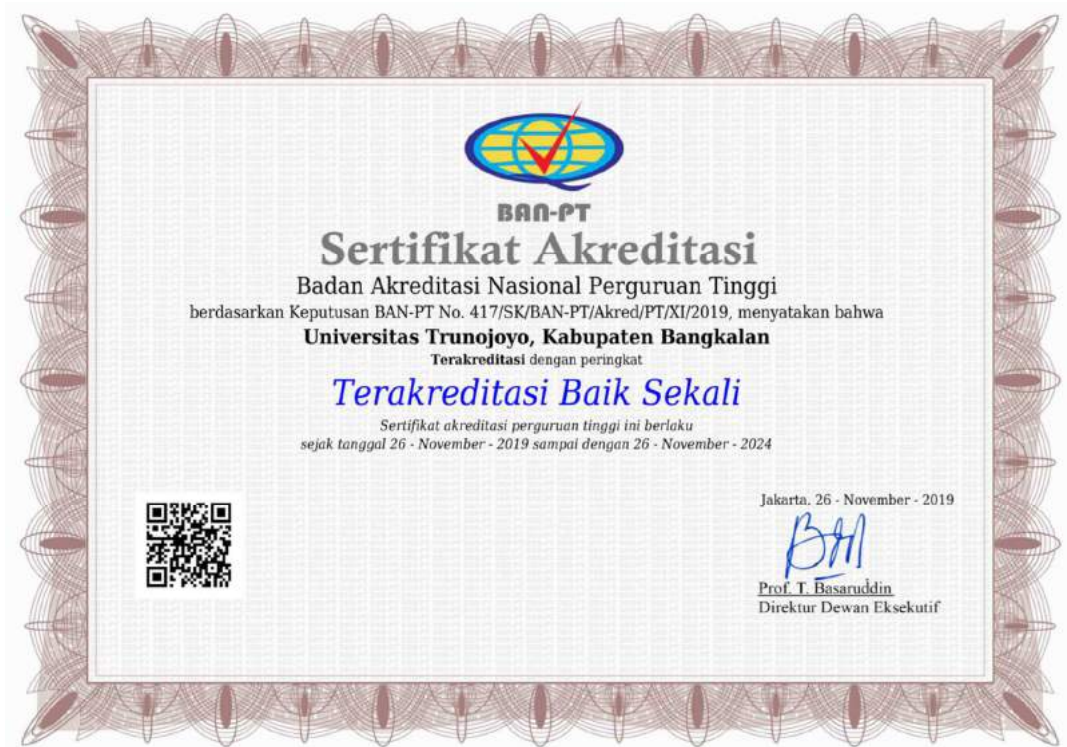 BAN-PT
Sertifikat Akreditasi
Badan Akreditasi Nasional Perguruan Tinggi
berdasarkan Keputusan BAN-PT No. 417/SK/BAN-PT/Akred/PT/XI/2019, menyatakan bahwa
Universitas Trunojoyo, Kabupaten Bangkalan
Terakreditasi dengan peringkat
Terakreditasi Baik Sekali
Sertifikat akreditasi perguruan tinggi ini berlaku
sejak tanggal 26 - November - 2019 sampai dengan 26 - November - 2024
Jakarta, 26 - November - 2019
Prof. T. Basaruddin
Direktur Dewan Eksekutif